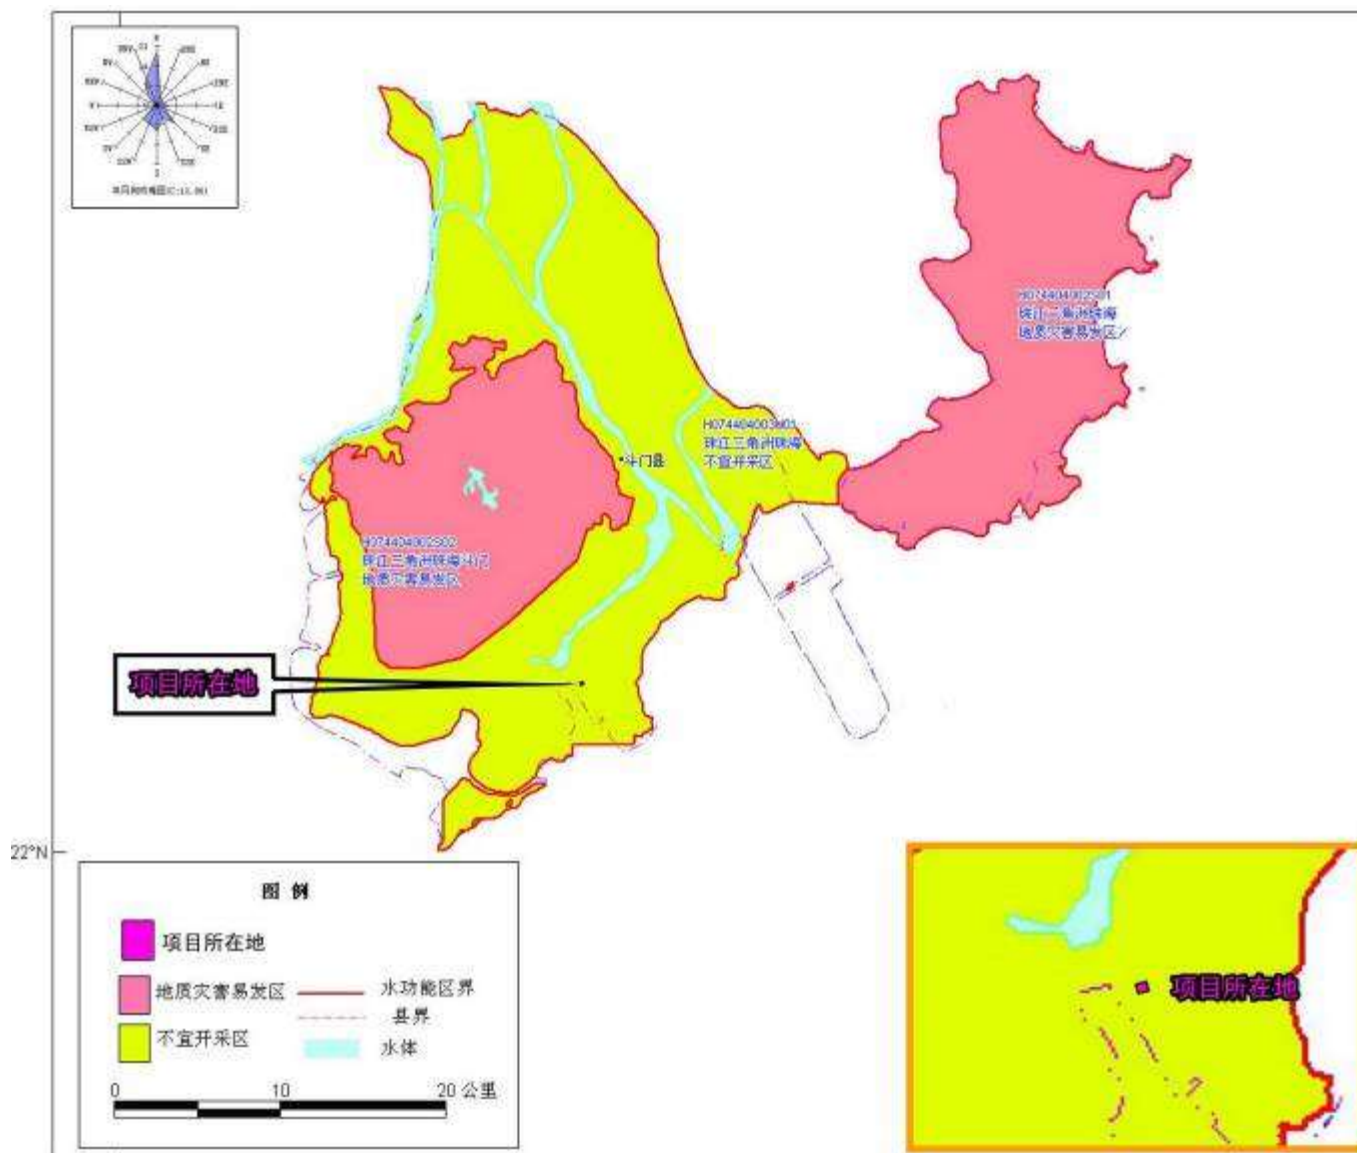 H074404002S01
珠江三角洲珠海
地质灾害易发区
H074404003W01
珠江三角洲珠海
不宜开采区
斗门县
H074404002S02
珠江三角洲珠海斗门
地质灾害易发区
项目所在地
22°N
图 例
项目所在地
地质灾害易发区
水功能区界
县界
不宜开采区
水体
0 10 20 公里
项目所在地